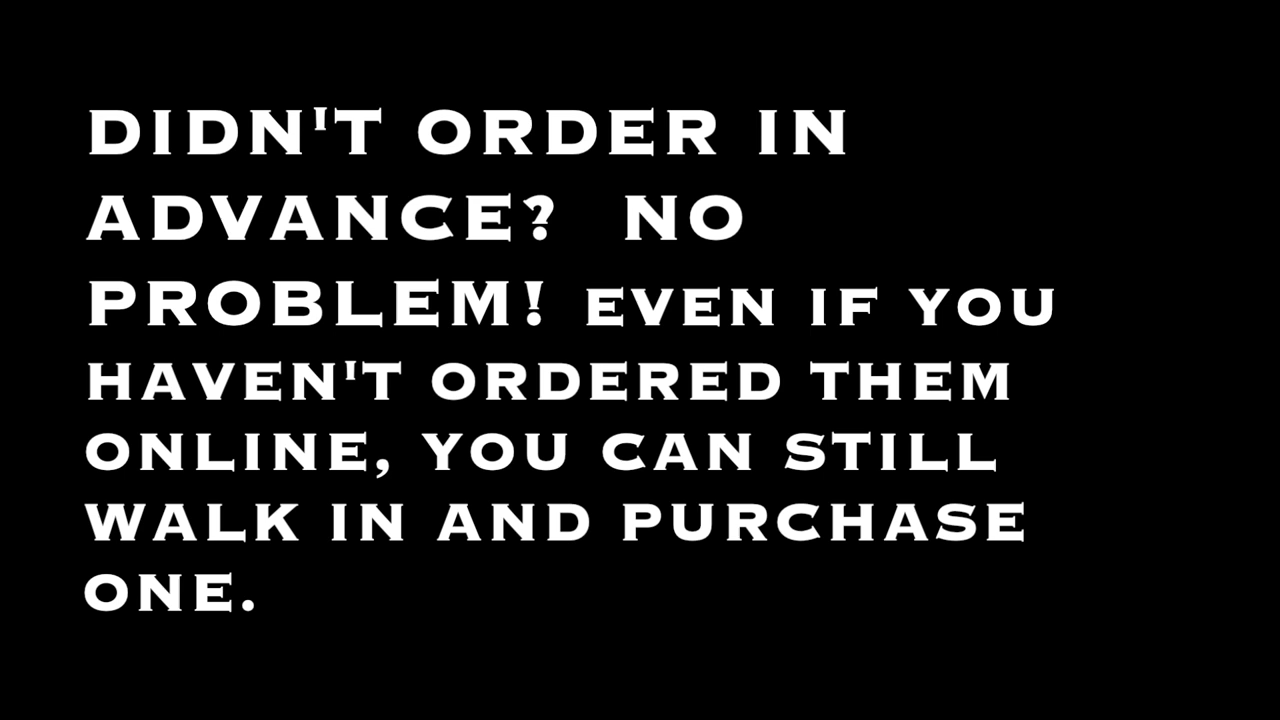 DIDN'T ORDER IN
ADVANCE?  NO
PROBLEM! EVEN IF YOU
HAVEN'T ORDERED THEM
ONLINE, YOU CAN STILL
WALK IN AND PURCHASE
ONE.